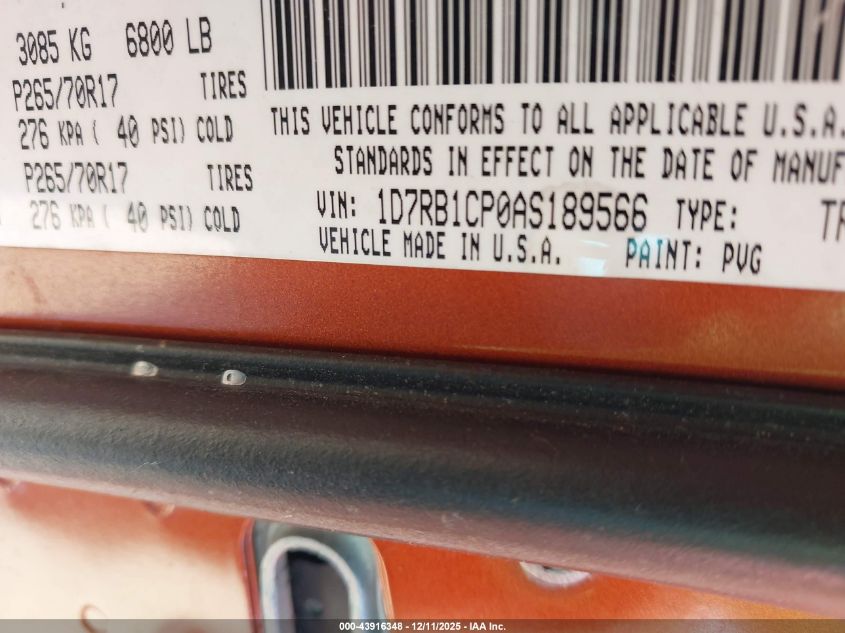 3085 KG 6800 LB
P265/70R17 TIRES
276 KPA ( 40 PSI) COLD
P265/70R17 TIRES
276 KPA ( 40 PSI) COLD
THIS VEHICLE CONFORMS TO ALL APPLICABLE U.S.A.
STANDARDS IN EFFECT ON THE DATE OF MANUF
VIN: 1D7RB1CP0AS189566 TYPE: TR
VEHICLE MADE IN U.S.A. PAINT: PVG
000-43916348 - 12/11/2025 - IAA Inc.